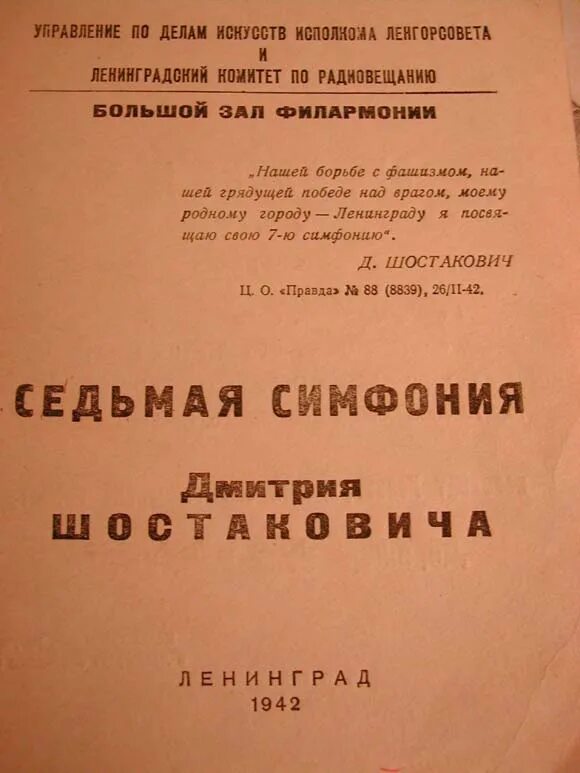 УПРАВЛЕНИЕ ПО ДЕЛАМ ИСКУССТВ ИСПОЛКОМА ЛЕНГОРСОВЕТА
И
ЛЕНИНГРАДСКИЙ КОМИТЕТ ПО РАДИОВЕЩАНИЮ
БОЛЬШОЙ ЗАЛ ФИЛАРМОНИИ
„Нашей борьбе с фашизмом, на-
шей грядущей победе над врагом, моему
родному городу — Ленинграду я посвя-
щаю свою 7-ю симфонию“.
Д. ШОСТАКОВИЧ
Ц. О. «Правда» № 88 (8839), 26/II-42.
СЕДЬМАЯ СИМФОНИЯ
Дмитрия
ШОСТАКОВИЧА
ЛЕНИНГРАД
1942